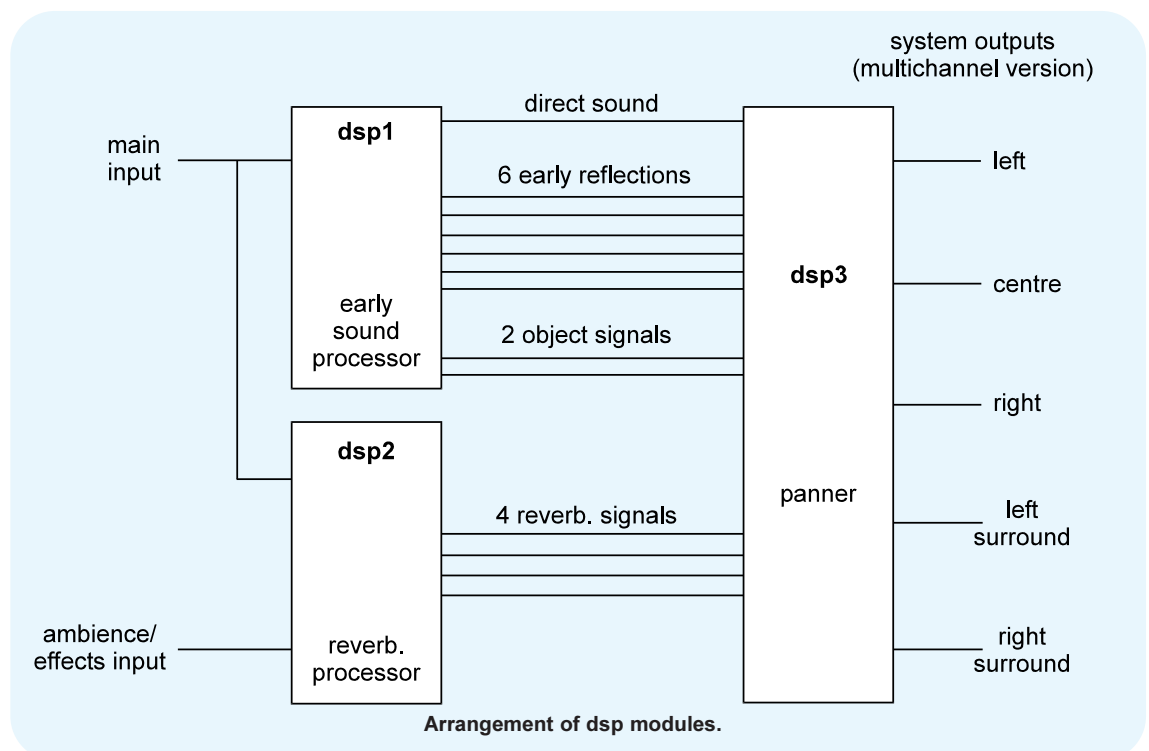 system outputs
(multichannel version)
direct sound
dsp1
main
input
left
6 early reflections
dsp3
centre
early
sound
processor
2 object signals
right
dsp2
panner
4 reverb. signals
left
surround
ambience/
effects input
reverb.
processor
right
surround
Arrangement of dsp modules.